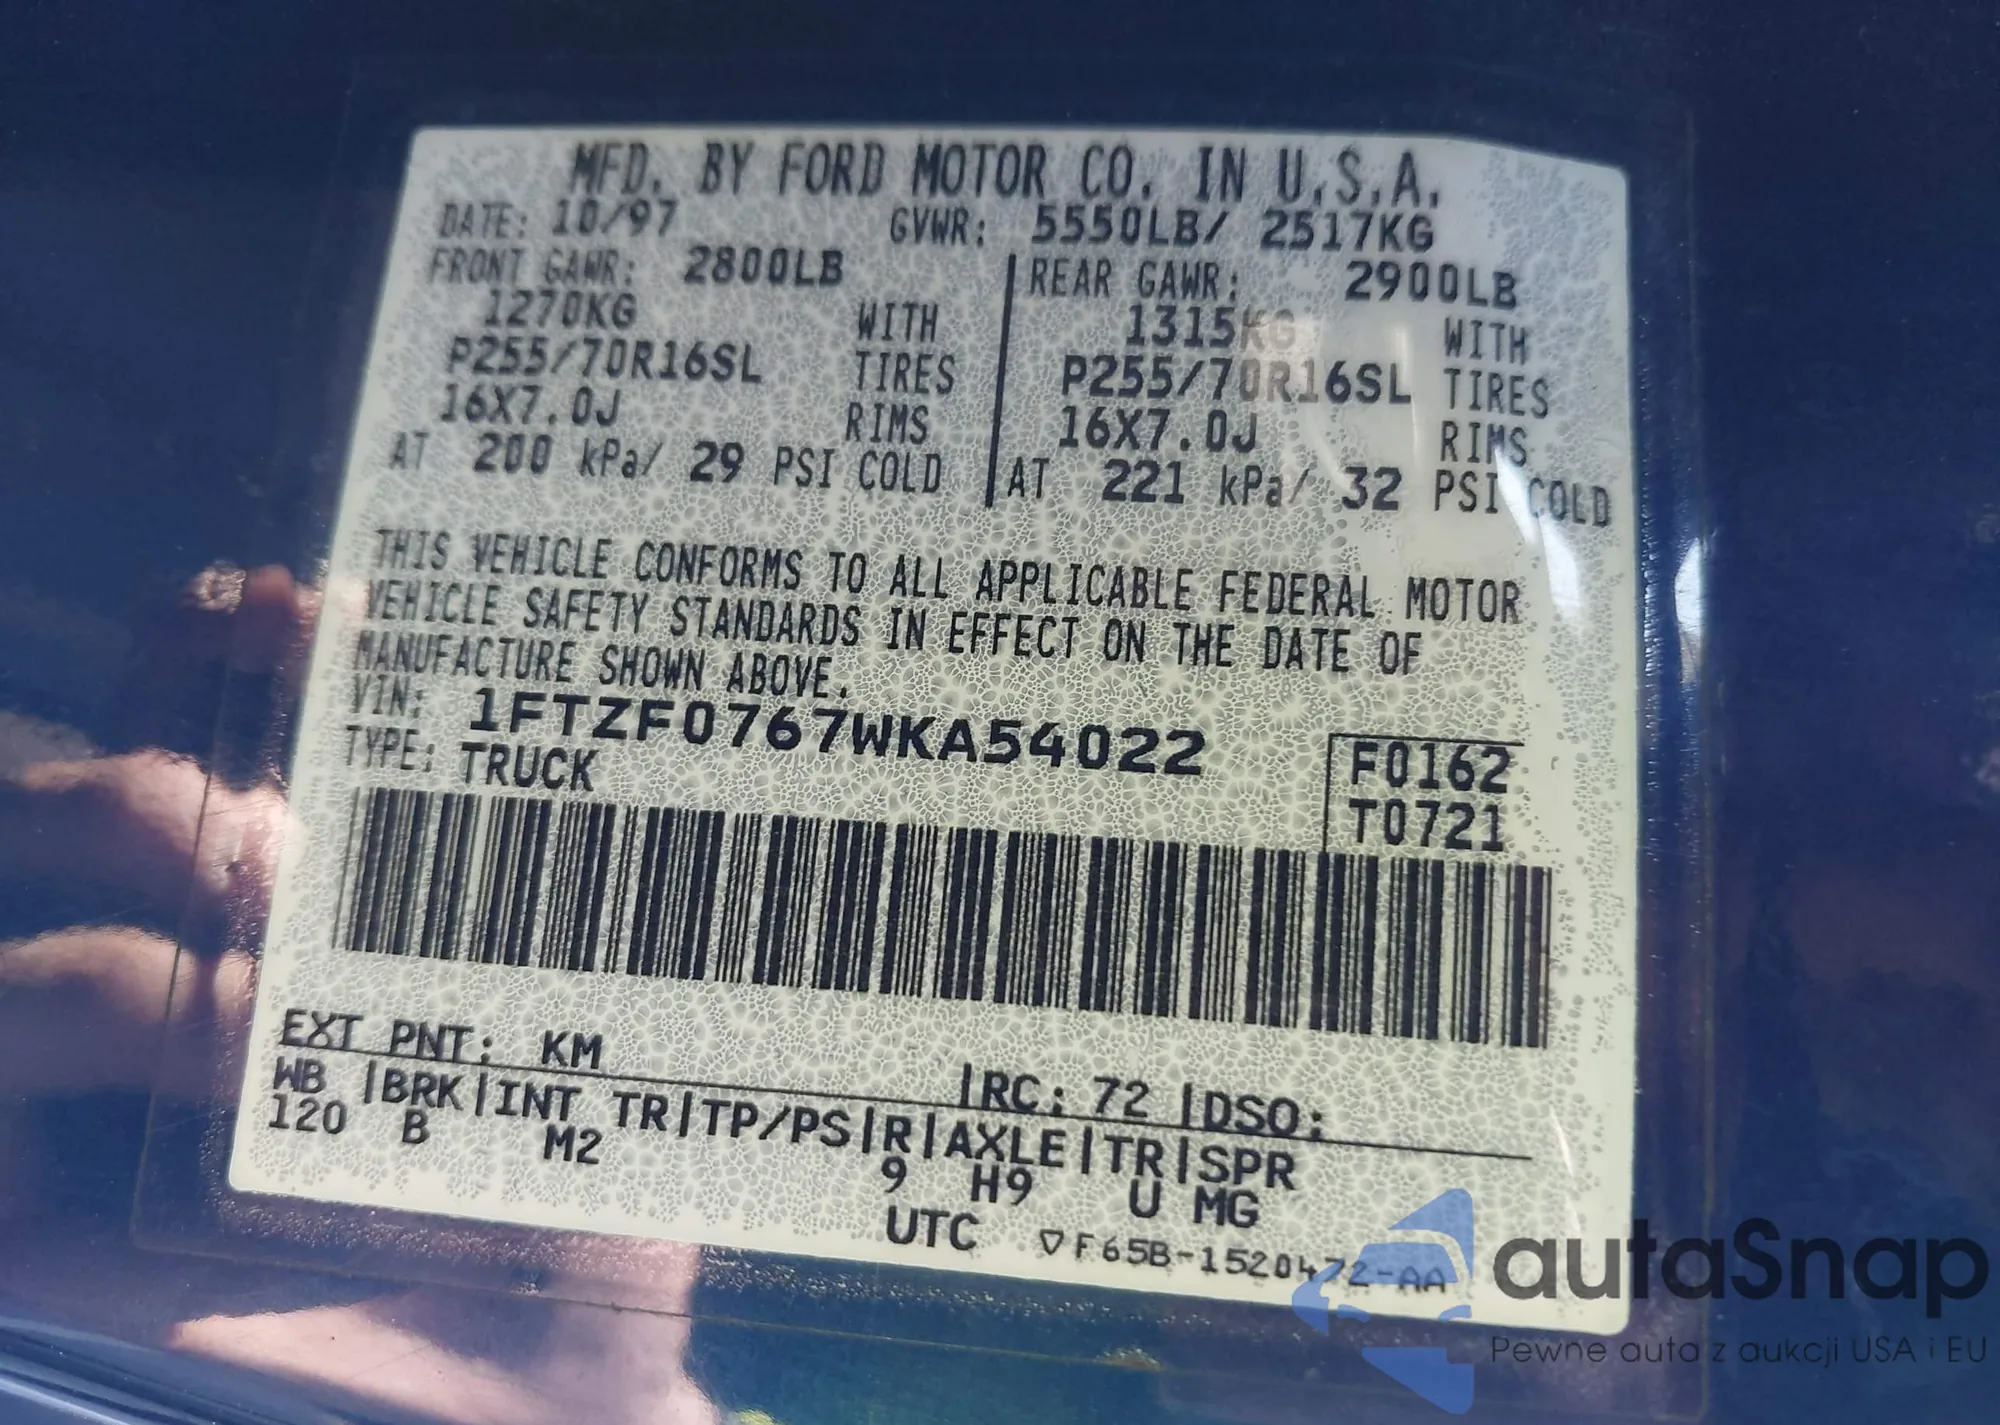 MFD. BY FORD MOTOR CO. IN U.S.A.
DATE: 10/97 GVWR: 5550LB/ 2517KG
FRONT GAWR: 2800LB REAR GAWR: 2900LB
1270KG WITH 1315KG WITH
P255/70R16SL TIRES P255/70R16SL TIRES
16X7.0J RIMS 16X7.0J RIMS
AT 200 kPa/ 29 PSI COLD AT 221 kPa/ 32 PSI COLD
THIS VEHICLE CONFORMS TO ALL APPLICABLE FEDERAL MOTOR
VEHICLE SAFETY STANDARDS IN EFFECT ON THE DATE OF
MANUFACTURE SHOWN ABOVE.
VIN: 1FTZF0767WKA54022
TYPE: TRUCK
F0162
T0721
EXT PNT: KM |RC: 72 |DSO:
WB |BRK|INT TR|TP/PS|R|AXLE|TR|SPR
120 B M2 9 H9 U MG
UTC ▽F65B-1520472-AA
autaSnap
Pewne auta z aukcji USA i EU